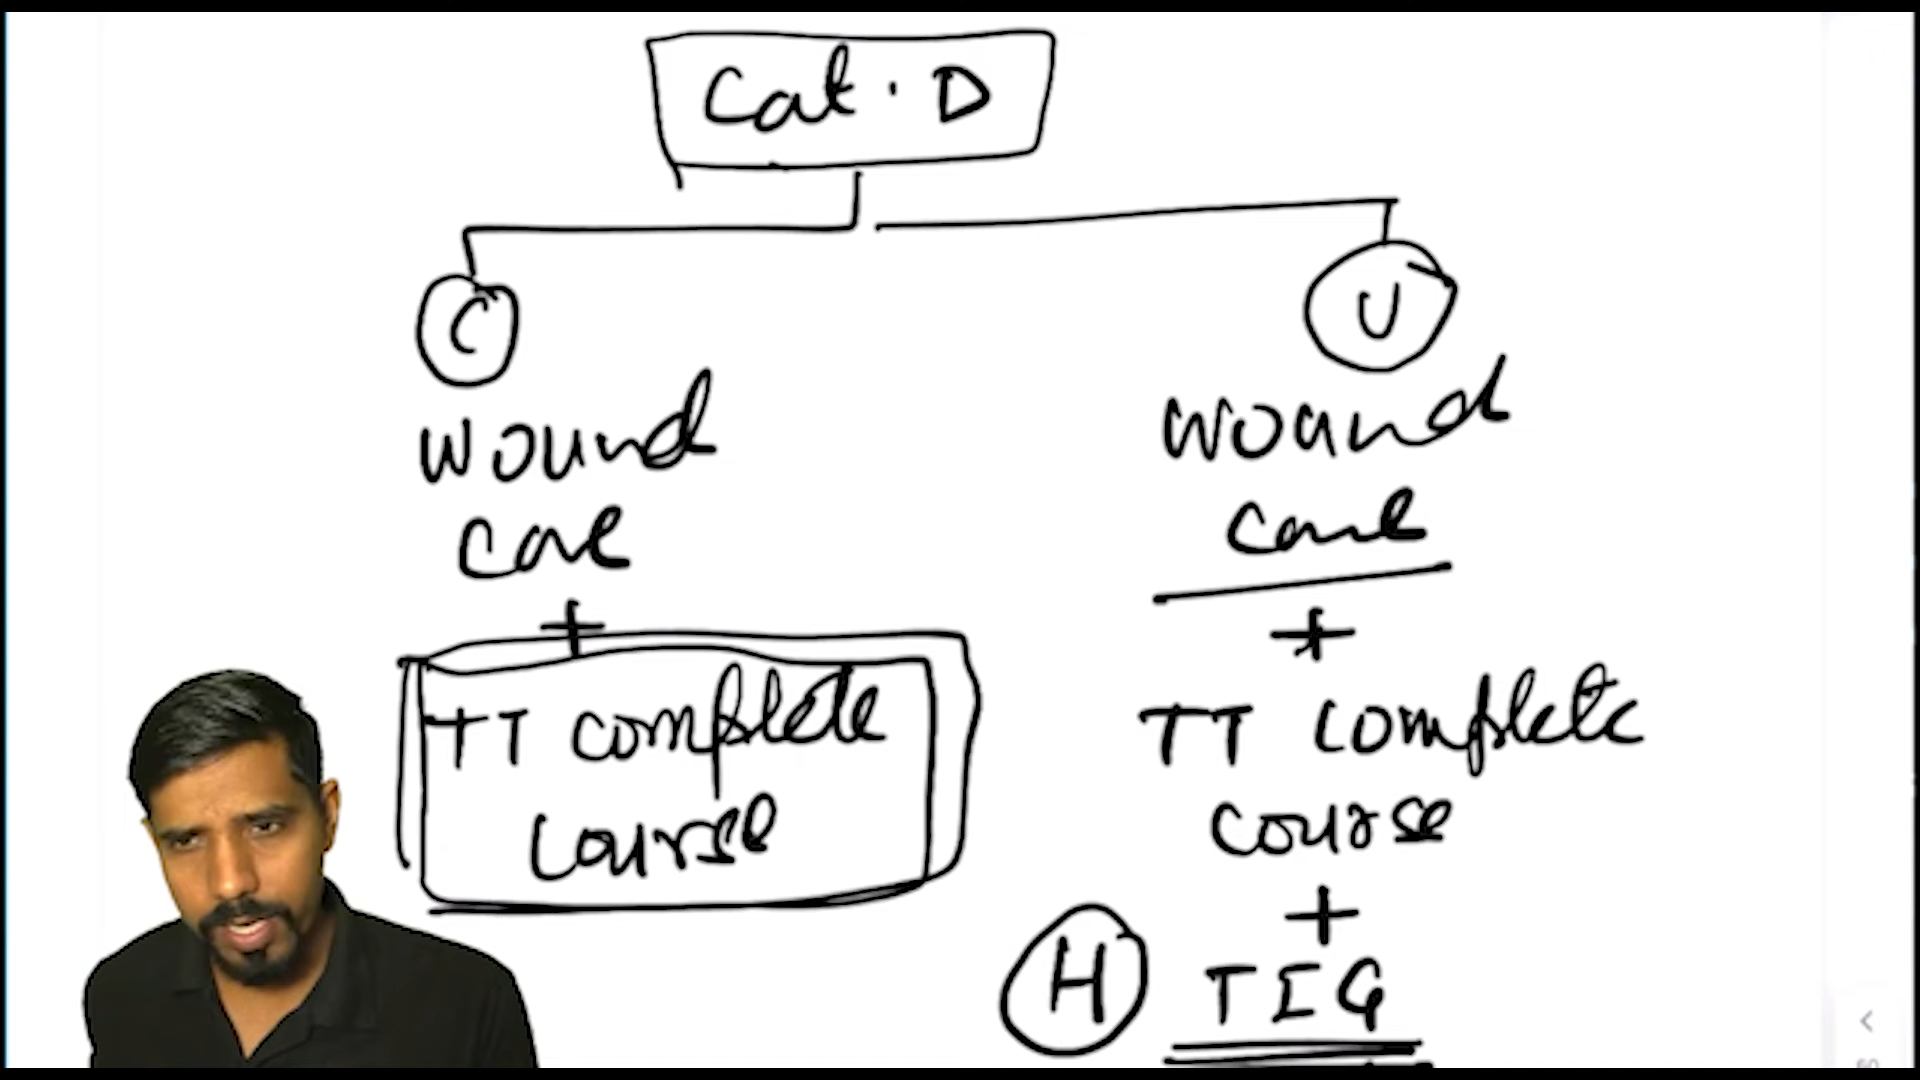 Cat. D
C
U
wound
care
+
TT complete
course
wound
care
+
TT complete
course
+
H TIG